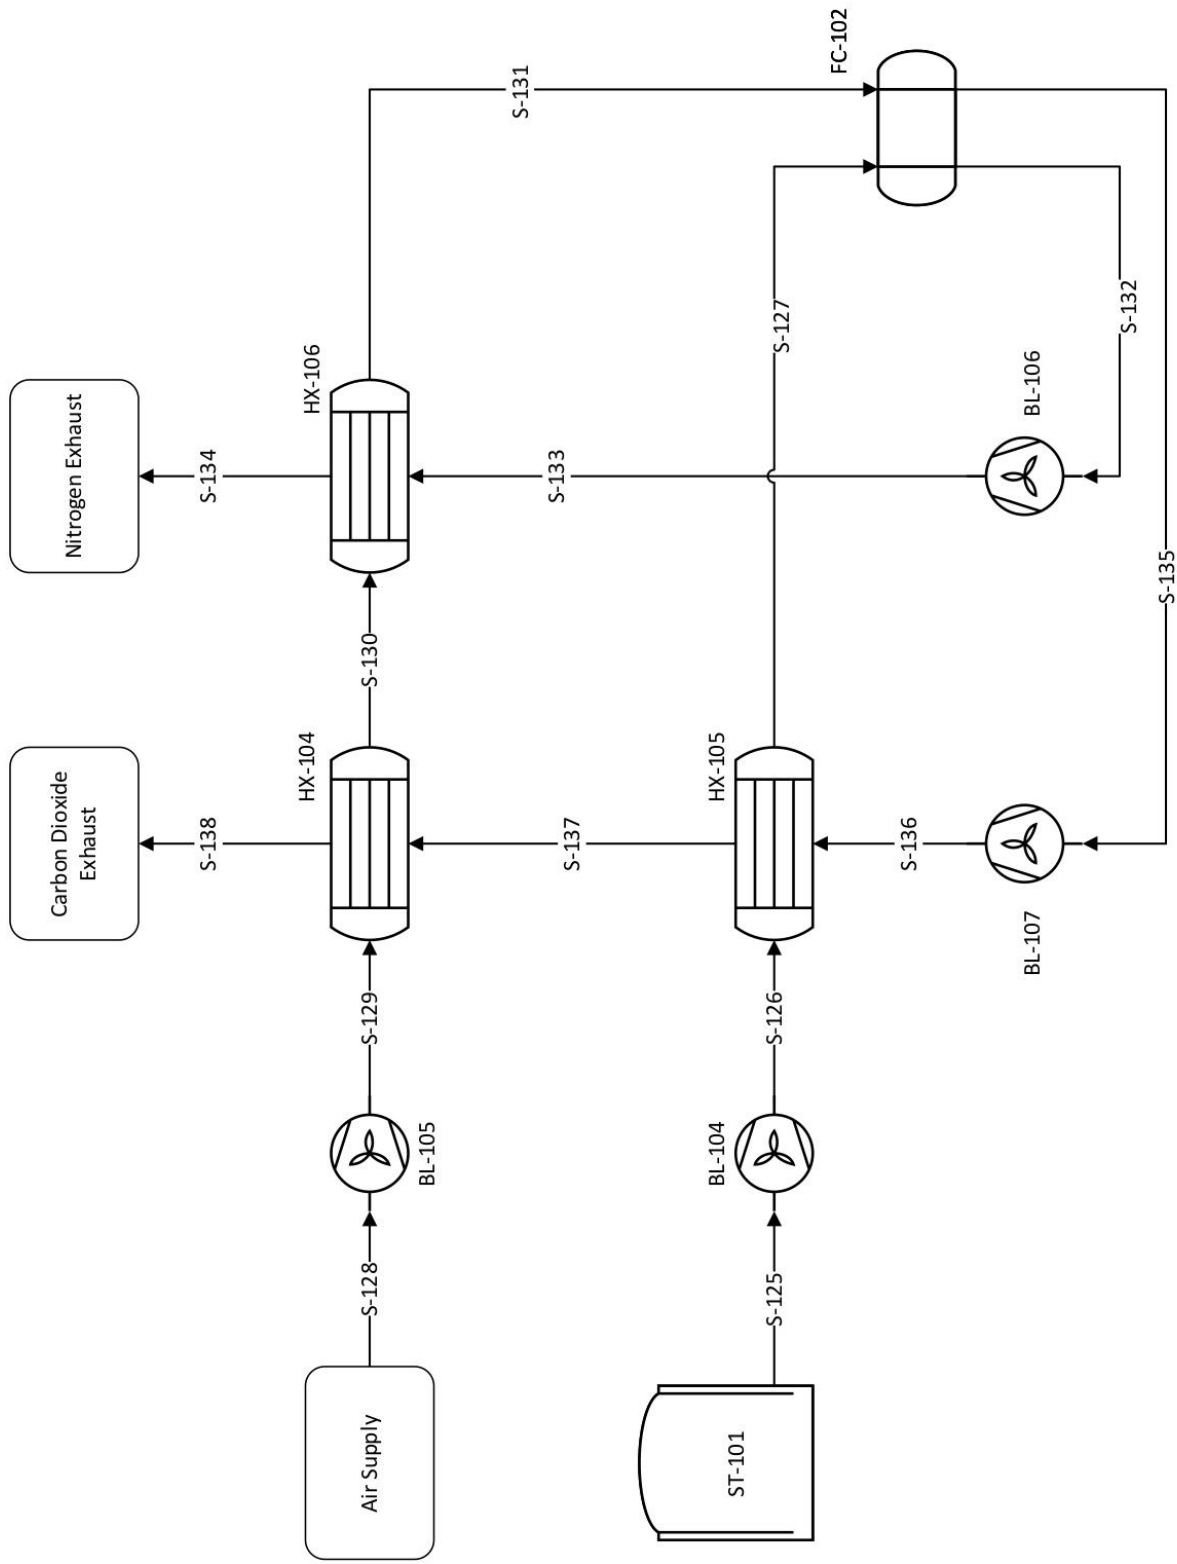 Carbon Dioxide
Exhaust
Nitrogen Exhaust
S-138
S-134
HX-104
HX-106
Air Supply
S-128
BL-105
S-129
S-130
S-131
S-137
S-133
ST-101
S-125
BL-104
S-126
HX-105
S-127
FC-102
S-136
BL-107
BL-106
S-132
S-135